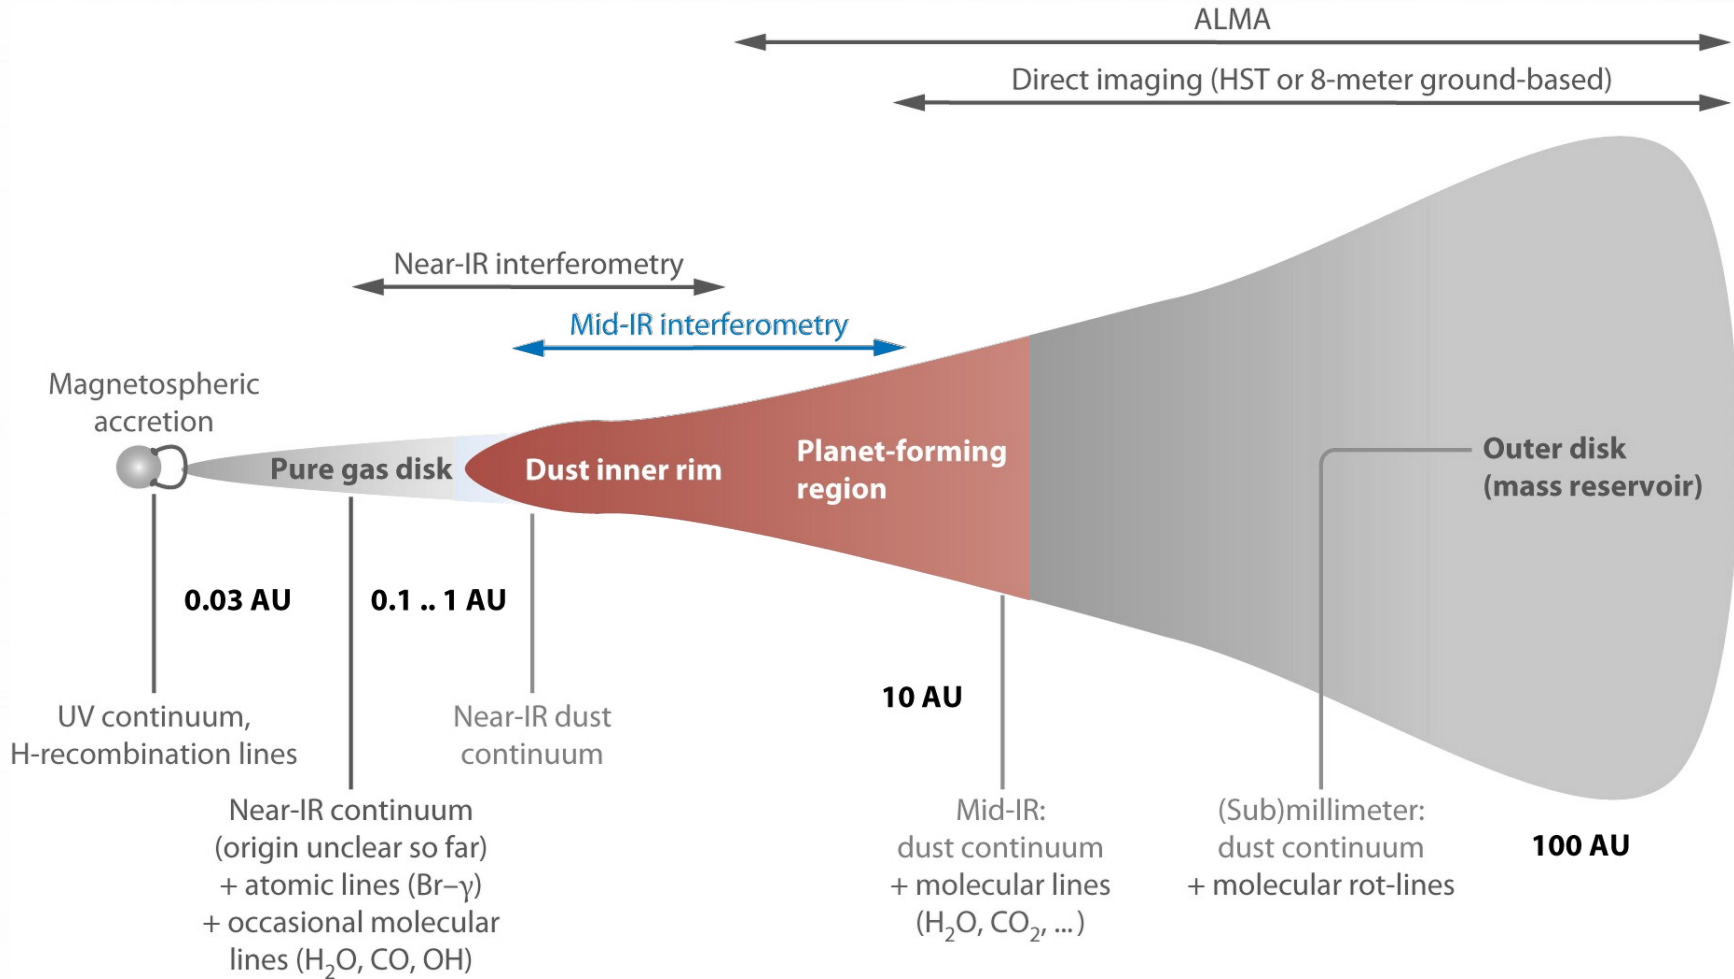 ALMA
Direct imaging (HST or 8-meter ground-based)
Near-IR interferometry
Mid-IR interferometry
Magnetospheric
accretion
Pure gas disk
Dust inner rim
Planet-forming
region
Outer disk
(mass reservoir)
0.03 AU
0.1 .. 1 AU
10 AU
100 AU
UV continuum,
H-recombination lines
Near-IR dust
continuum
Near-IR continuum
(origin unclear so far)
+ atomic lines (Br–γ)
+ occasional molecular
lines (H₂O, CO, OH)
Mid-IR:
dust continuum
+ molecular lines
(H₂O, CO₂, ...)
(Sub)millimeter:
dust continuum
+ molecular rot-lines